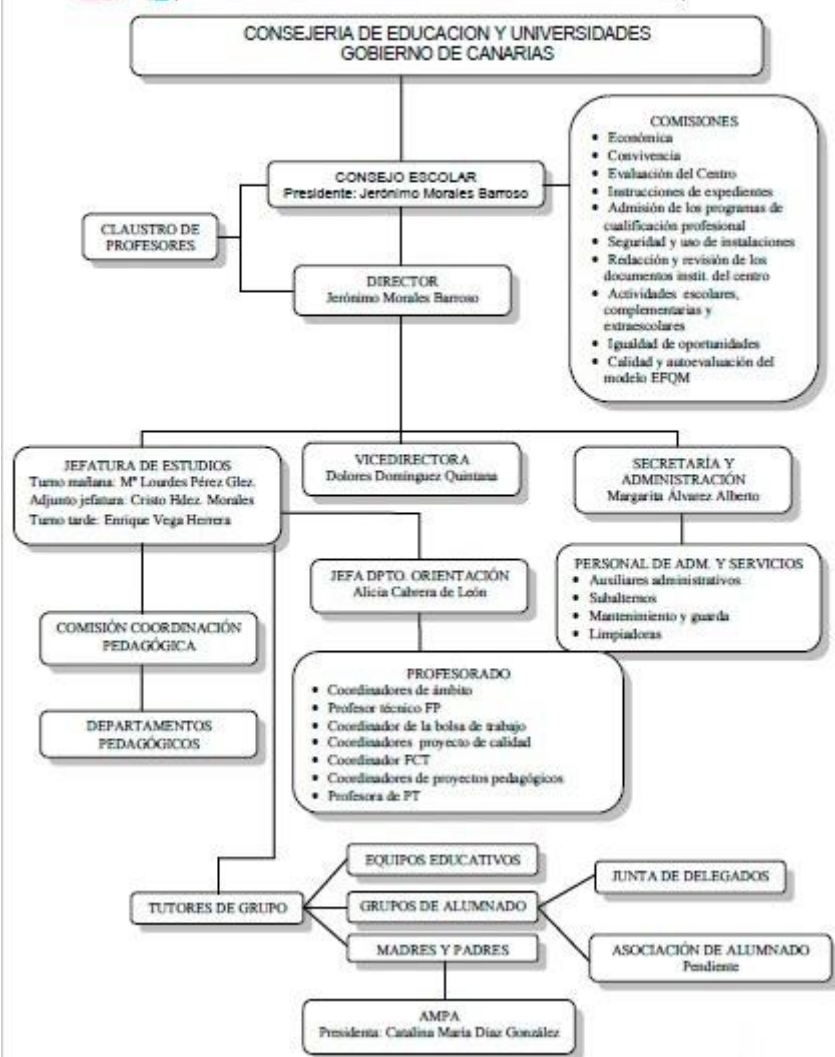 CONSEJERIA DE EDUCACION Y UNIVERSIDADES
GOBIERNO DE CANARIAS
COMISIONES
• Económica
• Convivencia
• Evaluación del Centro
• Instrucciones de expedientes
• Admisión de los programas de
cualificación profesional
• Seguridad y uso de instalaciones
• Redacción y revisión de los
documentos instit. del centro
• Actividades escolares,
complementarias y
extraescolares
• Igualdad de oportunidades
• Calidad y autoevaluación del
modelo EFQM
CONSEJO ESCOLAR
Presidente: Jerónimo Morales Barroso
CLAUSTRO DE
PROFESORES
DIRECTOR
Jerónimo Morales Barroso
JEFATURA DE ESTUDIOS
Turno mañana: Mª Lourdes Pérez Glez.
Adjunto jefatura: Cristo Hdez. Morales
Turno tarde: Enrique Vega Herrera
VICEDIRECTORA
Dolores Domínguez Quintana
SECRETARÍA Y
ADMINISTRACIÓN
Margarita Álvarez Alberto
JEFA DPTO. ORIENTACIÓN
Alicia Cabrera de León
PERSONAL DE ADM. Y SERVICIOS
• Auxiliares administrativos
• Subalternos
• Mantenimiento y guarda
• Limpiadoras
COMISIÓN COORDINACIÓN
PEDAGÓGICA
DEPARTAMENTOS
PEDAGÓGICOS
PROFESORADO
• Coordinadores de ámbito
• Profesor técnico FP
• Coordinador de la bolsa de trabajo
• Coordinadores proyecto de calidad
• Coordinador FCT
• Coordinadores de proyectos pedagógicos
• Profesora de PT
TUTORES DE GRUPO
EQUIPOS EDUCATIVOS
GRUPOS DE ALUMNADO
MADRES Y PADRES
JUNTA DE DELEGADOS
ASOCIACIÓN DE ALUMNADO
Pendiente
AMPA
Presidenta: Catalina María Díaz González